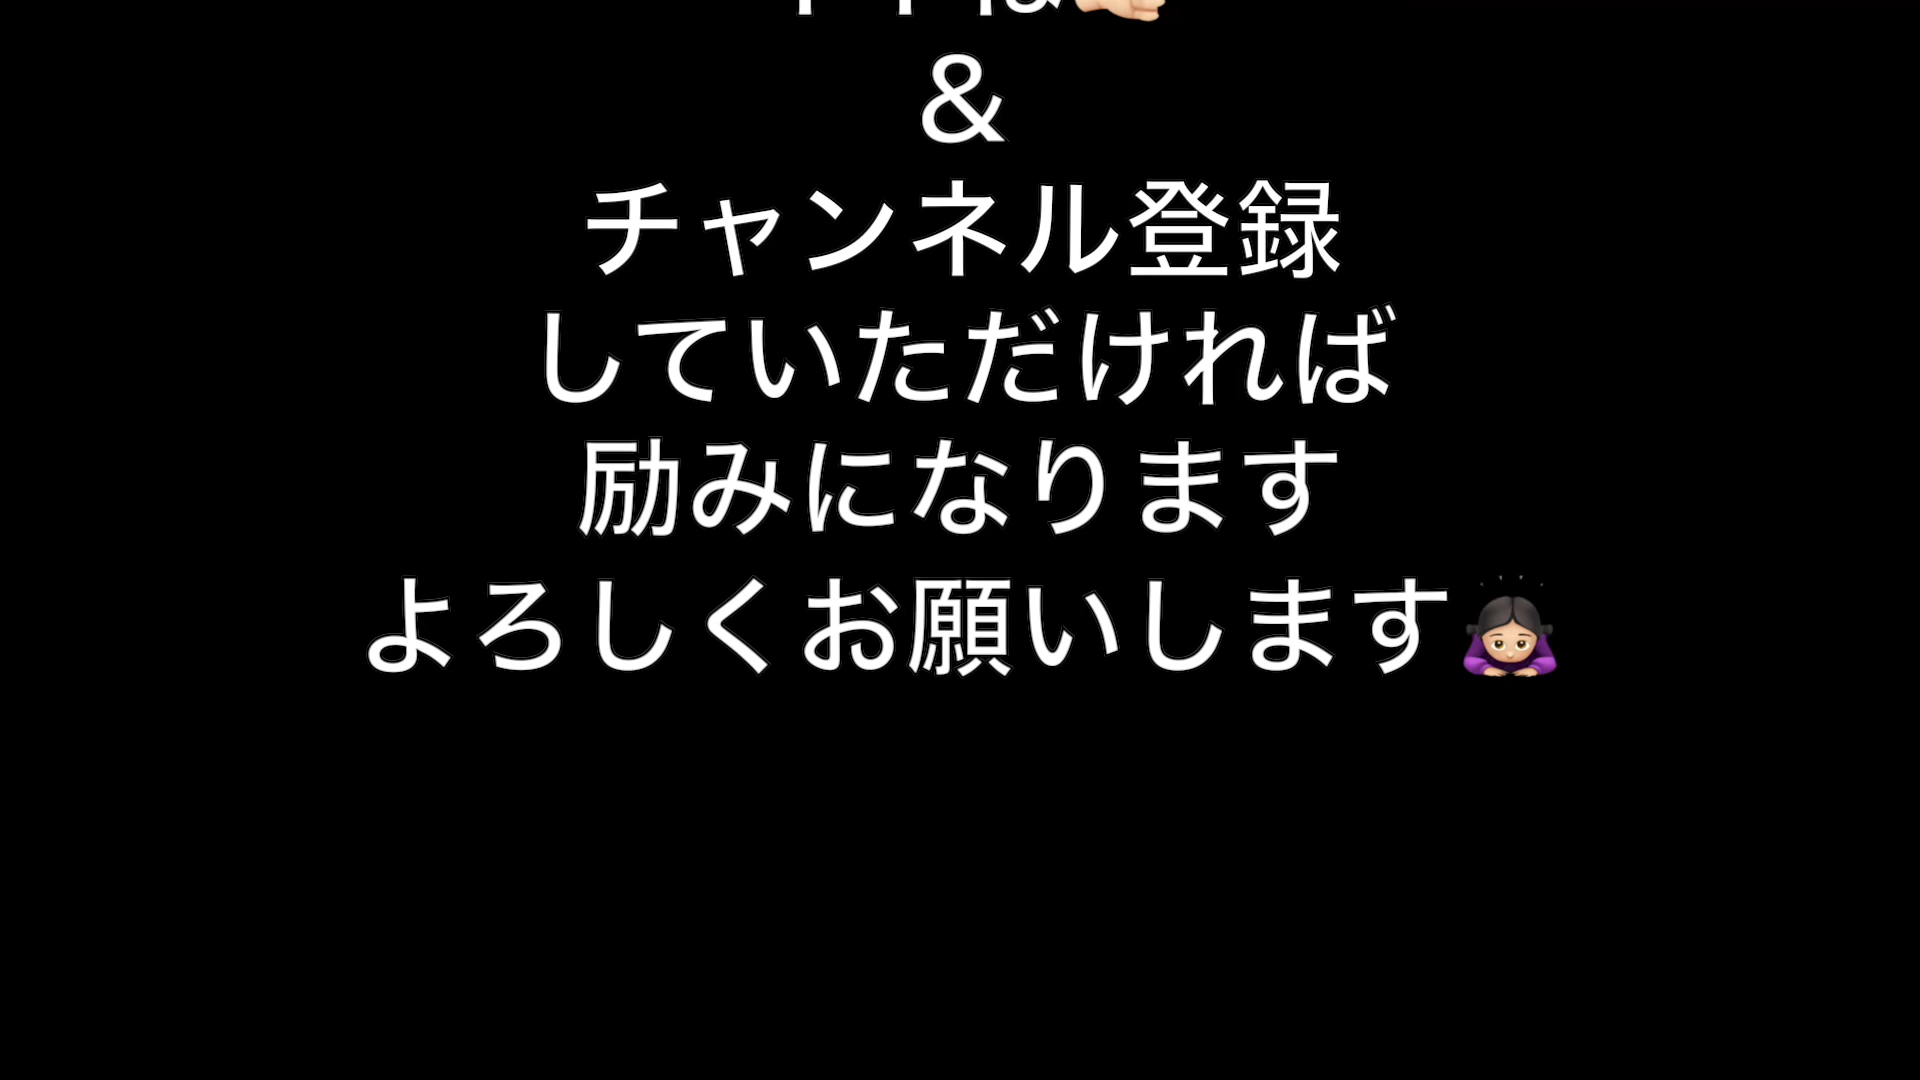 &
チャンネル登録
していただければ
励みになります
よろしくお願いします🙇🏻‍♀️